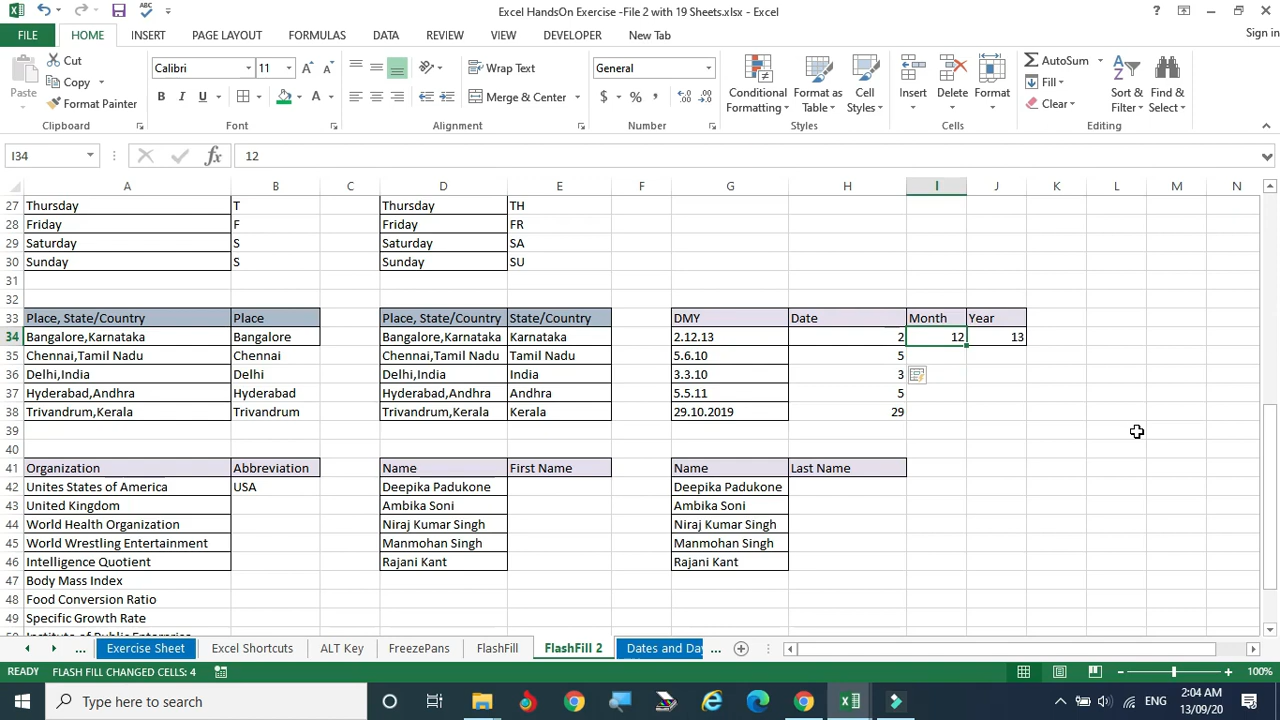 Excel HandsOn Exercise -File 2 with 19 Sheets.xlsx - Excel
ABC
?
FILE HOME INSERT PAGE LAYOUT FORMULAS DATA REVIEW VIEW DEVELOPER New Tab Sign in
Paste
Cut
Copy
Format Painter
Clipboard
Calibri 11
B I U
Font
Wrap Text
Merge & Center
Alignment
General
$ % ,
Number
Conditional Formatting
Format as Table
Cell Styles
Styles
Insert Delete Format
Cells
AutoSum
Fill
Clear
Sort & Filter
Find & Select
Editing
I34 fx 12
A B C D E F G H I J K L M N
27 Thursday T Thursday TH
28 Friday F Friday FR
29 Saturday S Saturday SA
30 Sunday S Sunday SU
31
32
33 Place, State/Country Place Place, State/Country State/Country DMY Date Month Year
34 Bangalore,Karnataka Bangalore Bangalore,Karnataka Karnataka 2.12.13 2 12 13
35 Chennai,Tamil Nadu Chennai Chennai,Tamil Nadu Tamil Nadu 5.6.10 5
36 Delhi,India Delhi Delhi,India India 3.3.10 3
37 Hyderabad,Andhra Hyderabad Hyderabad,Andhra Andhra 5.5.11 5
38 Trivandrum,Kerala Trivandrum Trivandrum,Kerala Kerala 29.10.2019 29
39
40
41 Organization Abbreviation Name First Name Name Last Name
42 Unites States of America USA Deepika Padukone Deepika Padukone
43 United Kingdom Ambika Soni Ambika Soni
44 World Health Organization Niraj Kumar Singh Niraj Kumar Singh
45 World Wrestling Entertainment Manmohan Singh Manmohan Singh
46 Intelligence Quotient Rajani Kant Rajani Kant
47 Body Mass Index
48 Food Conversion Ratio
49 Specific Growth Rate
50 Institute of Public Enterprise
... Exercise Sheet Excel Shortcuts ALT Key FreezePans FlashFill FlashFill 2 Dates and Day ...
READY FLASH FILL CHANGED CELLS: 4 100%
Type here to search ENG 2:04 AM
13/09/20